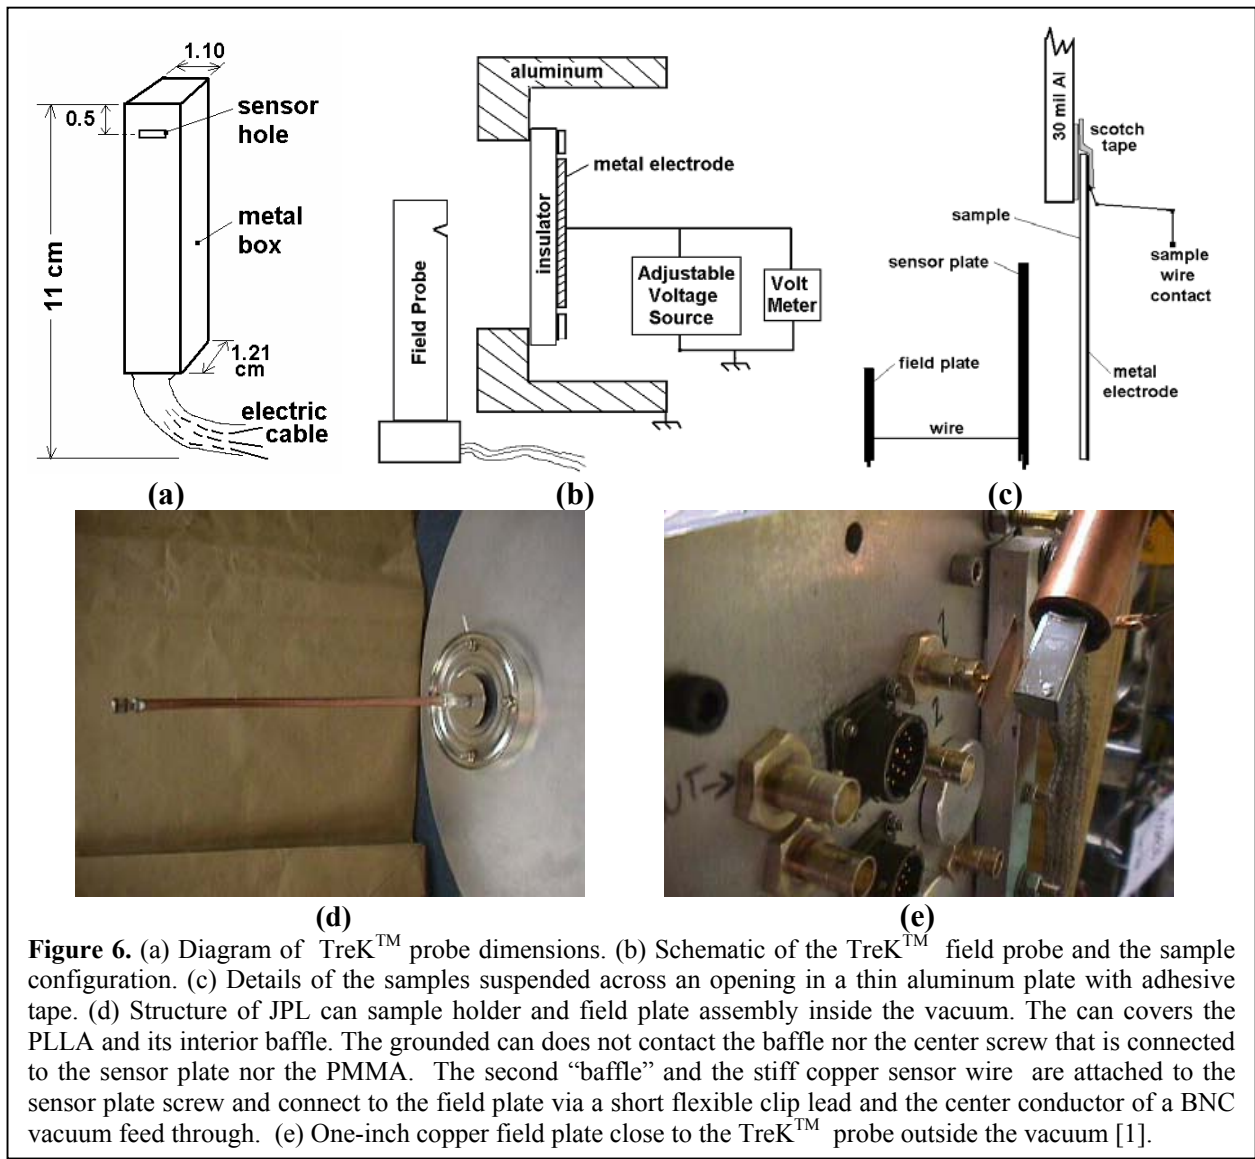 1.10
0.5
sensor
hole
metal
box
11 cm
1.21
cm
electric
cable
(a)
aluminum
metal electrode
insulator
Field Probe
Adjustable
Voltage
Source
Volt
Meter
(b)
30 mil Al
scotch
tape
sample
sensor plate
sample
wire
contact
field plate
metal
electrode
wire
(c)
(d)
2
2
UT→
(e)
Figure 6. (a) Diagram of TreK™ probe dimensions. (b) Schematic of the TreK™ field probe and the sample
configuration. (c) Details of the samples suspended across an opening in a thin aluminum plate with adhesive
tape. (d) Structure of JPL can sample holder and field plate assembly inside the vacuum. The can covers the
PLLA and its interior baffle. The grounded can does not contact the baffle nor the center screw that is connected
to the sensor plate nor the PMMA. The second “baffle” and the stiff copper sensor wire are attached to the
sensor plate screw and connect to the field plate via a short flexible clip lead and the center conductor of a BNC
vacuum feed through. (e) One-inch copper field plate close to the TreK™ probe outside the vacuum [1].